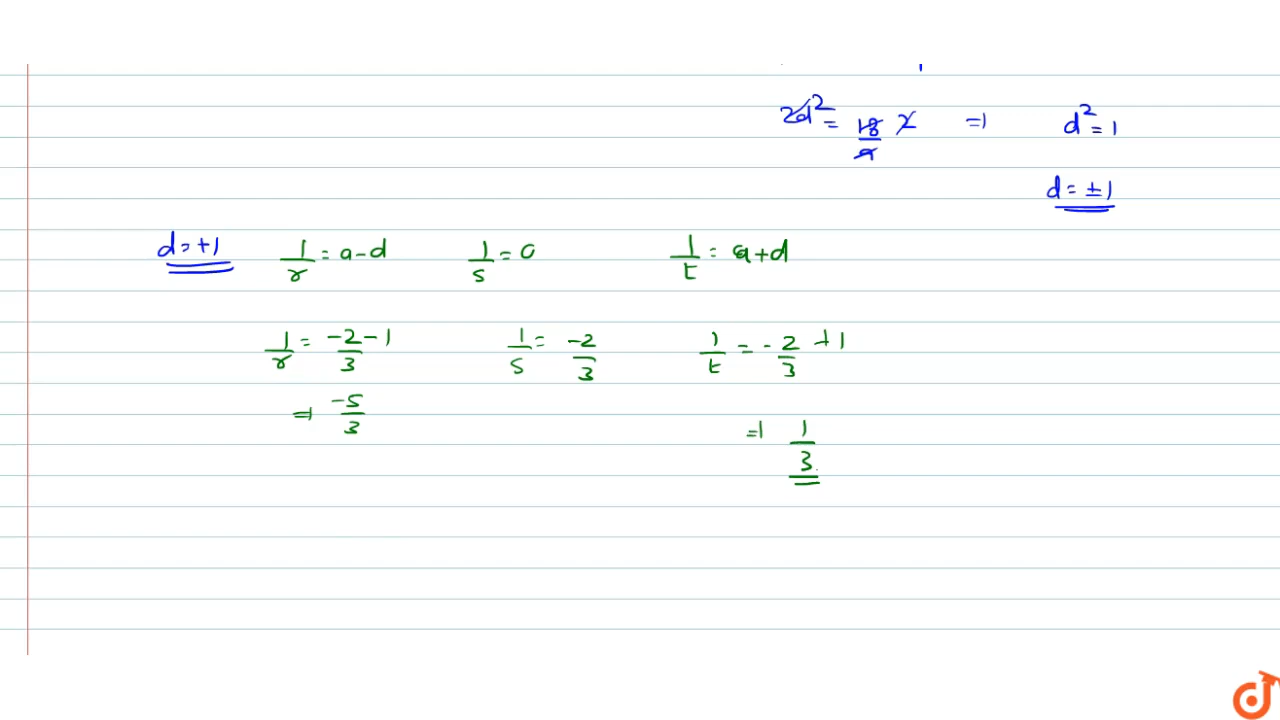 2d² = 18/9 2 ⇒ d² = 1
d = ± 1
d = +1 1/r = a - d 1/s = a 1/t = a + d
1/r = -2/3 - 1 1/s = -2/3 1/t = -2/3 + 1
⇒ -5/3
⇒ 1/3